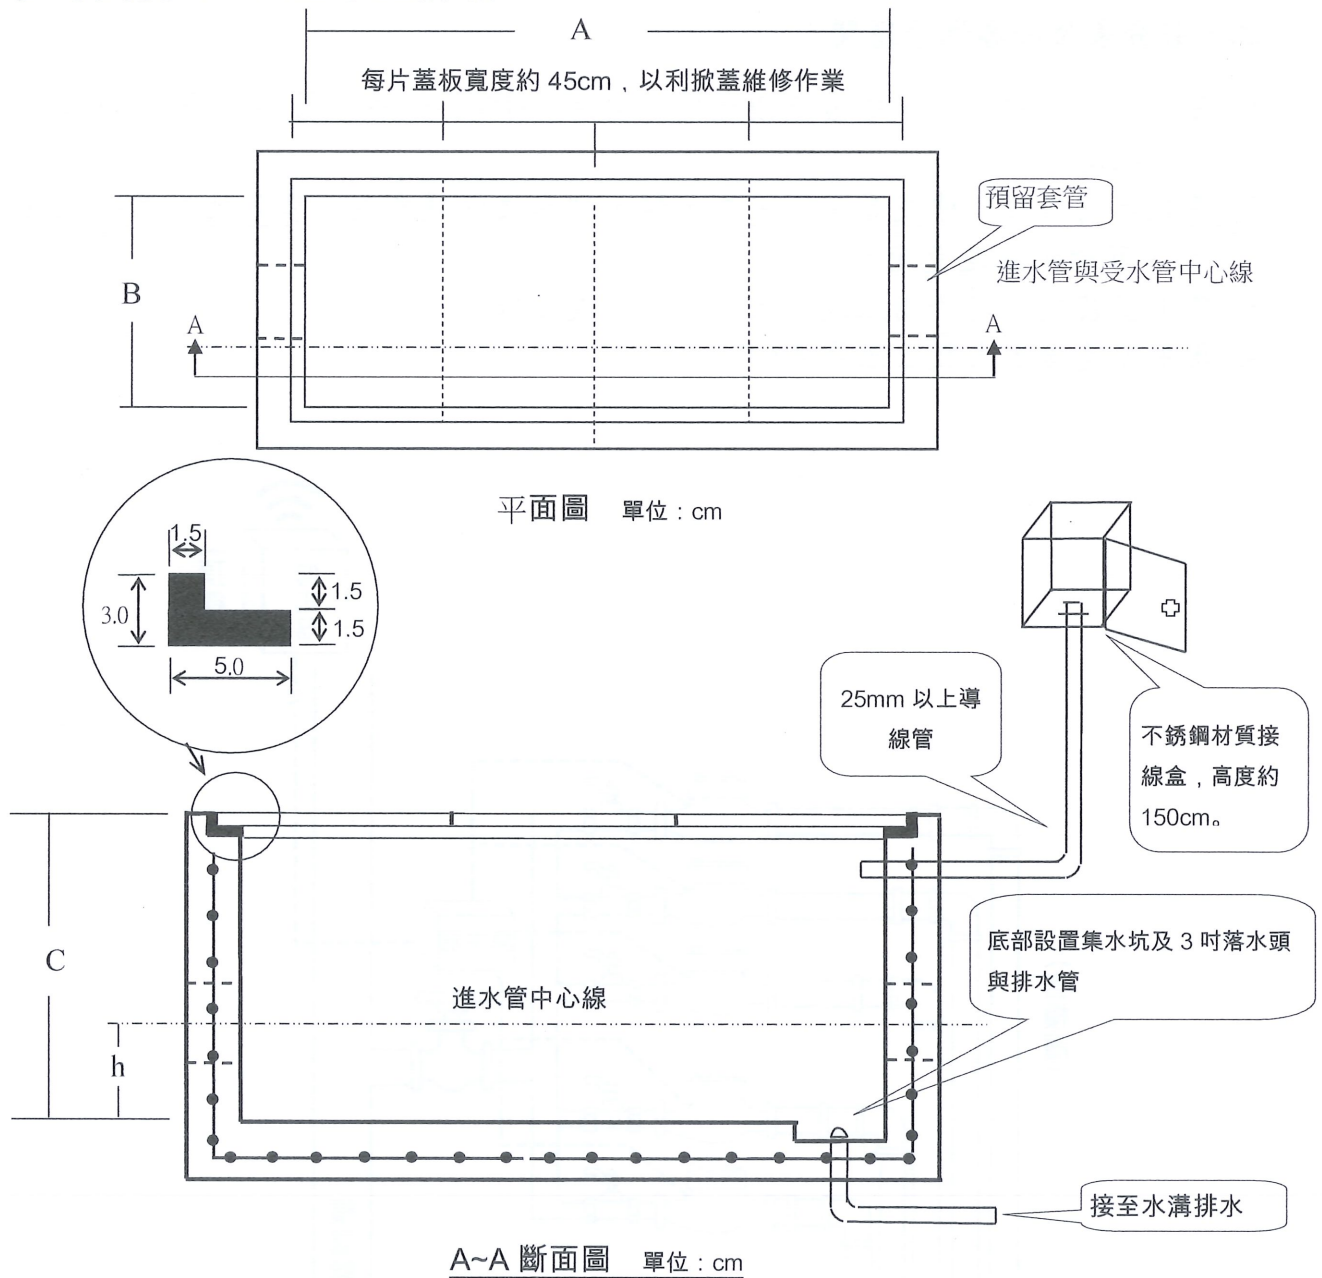 A
每片蓋板寬度約 45cm，以利掀蓋維修作業
預留套管
進水管與受水管中心線
B
A
A
平面圖 單位：cm
1.5
3.0
1.5
1.5
5.0
25mm 以上導
線管
不銹鋼材質接
線盒，高度約
150cm。
C
底部設置集水坑及 3 吋落水頭
與排水管
進水管中心線
h
接至水溝排水
A~A 斷面圖 單位：cm